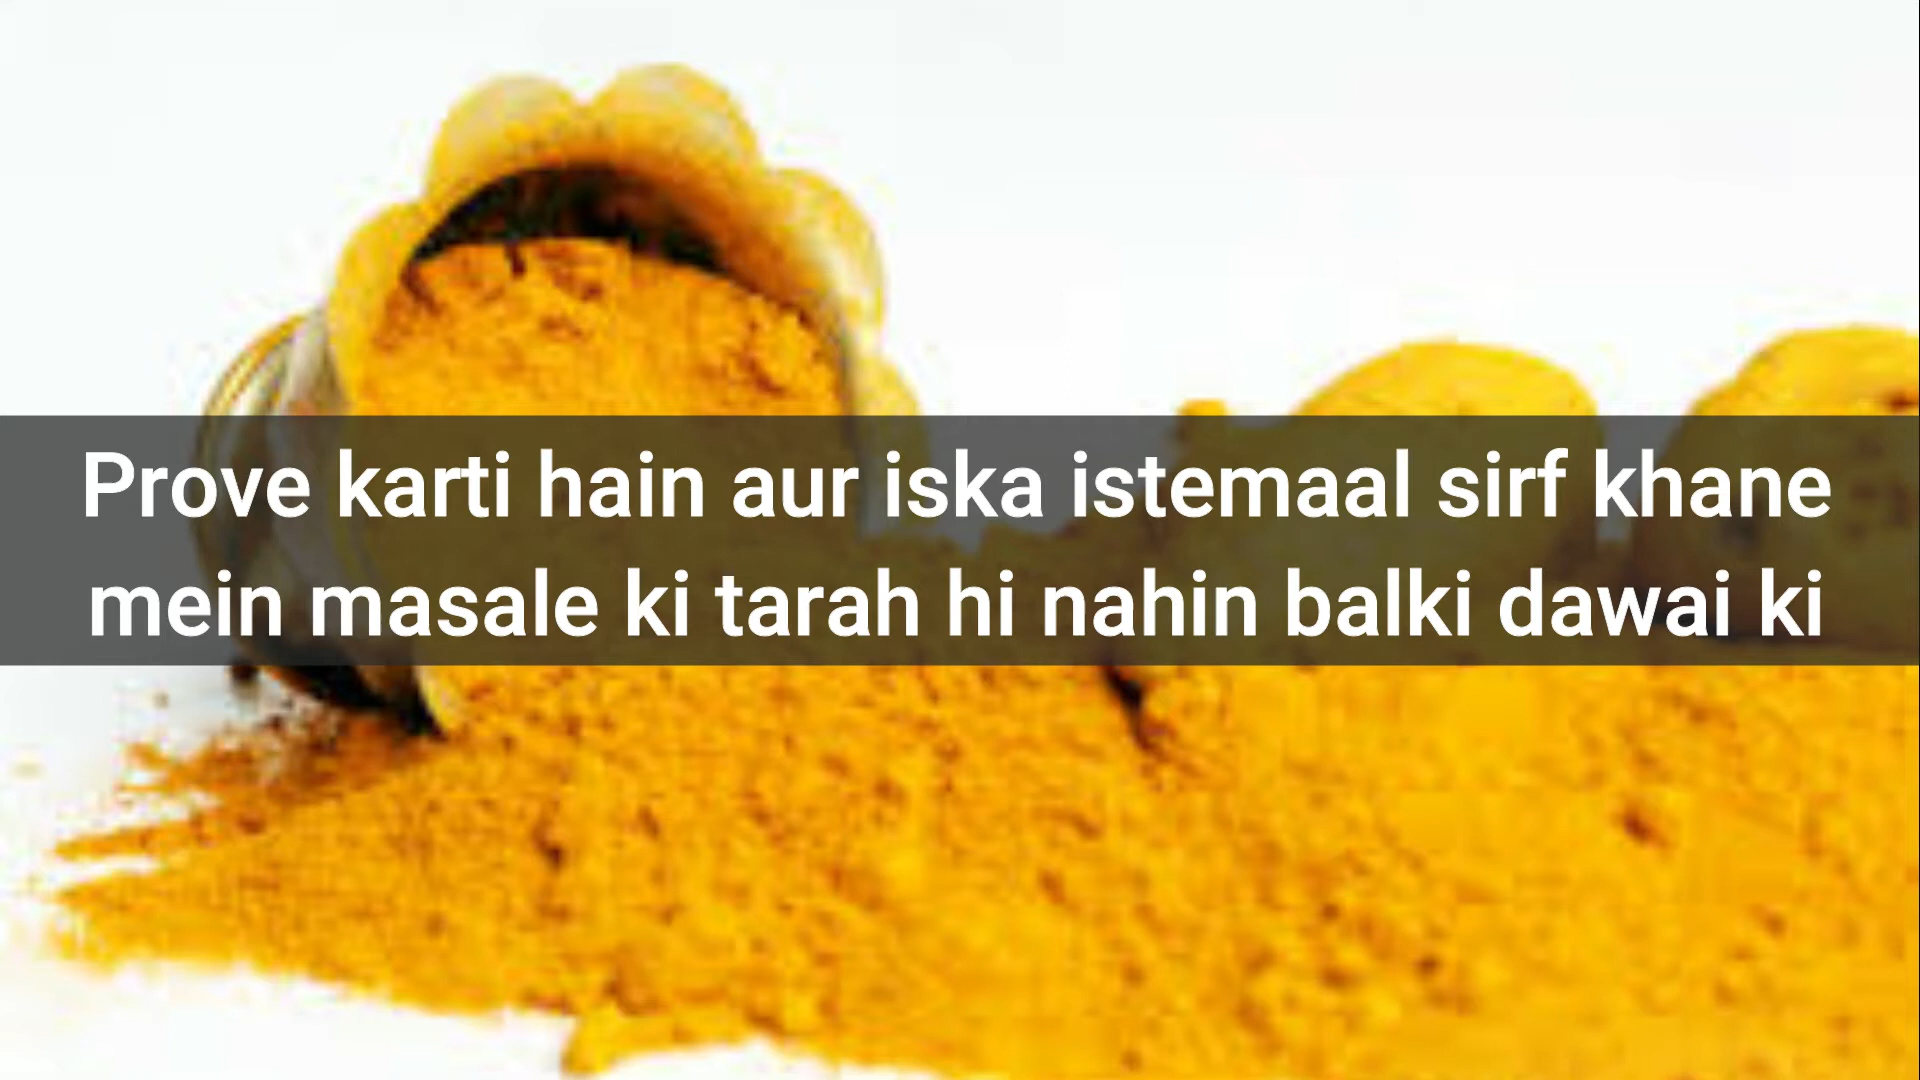 Prove karti hain aur iska istemaal sirf khane
mein masale ki tarah hi nahin balki dawai ki